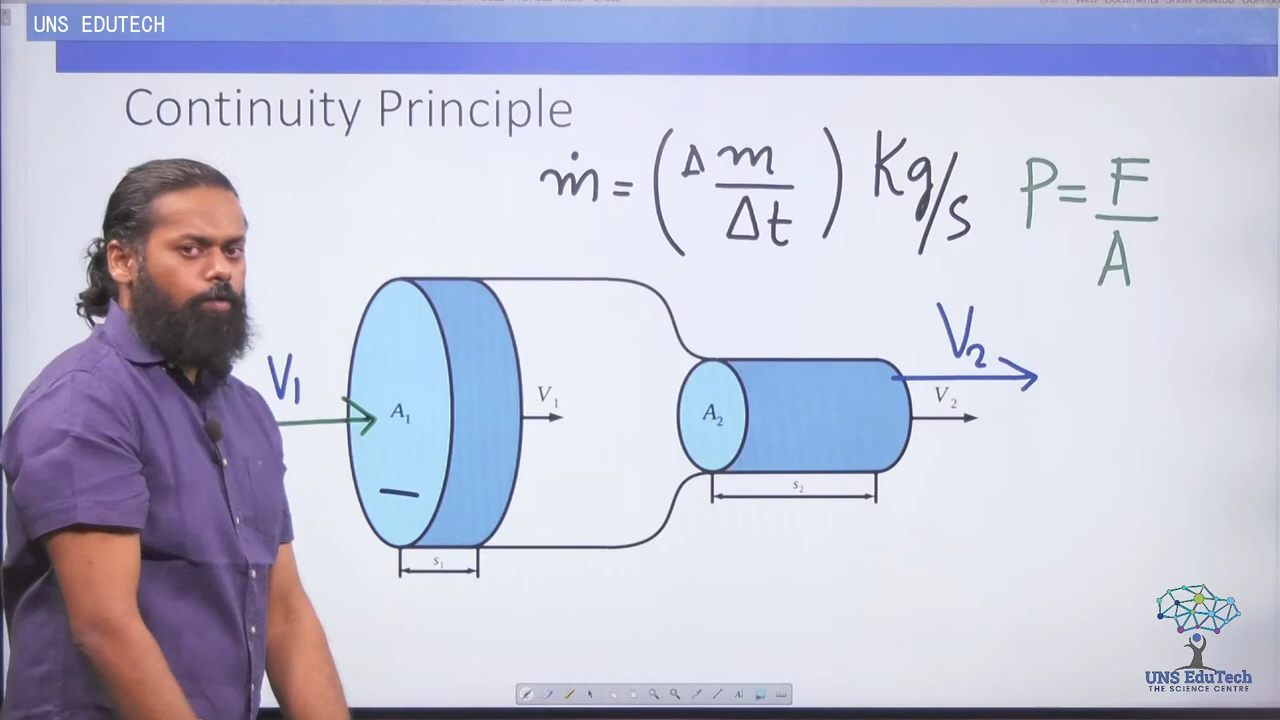 UNS EDUTECH
Continuity Principle
ṁ = (Δm/Δt) Kg/s
P = F/A
V₁
V₂
A₁
V₁
A₂
V₂
s₁
s₂
UNS EduTech
THE SCIENCE CENTRE